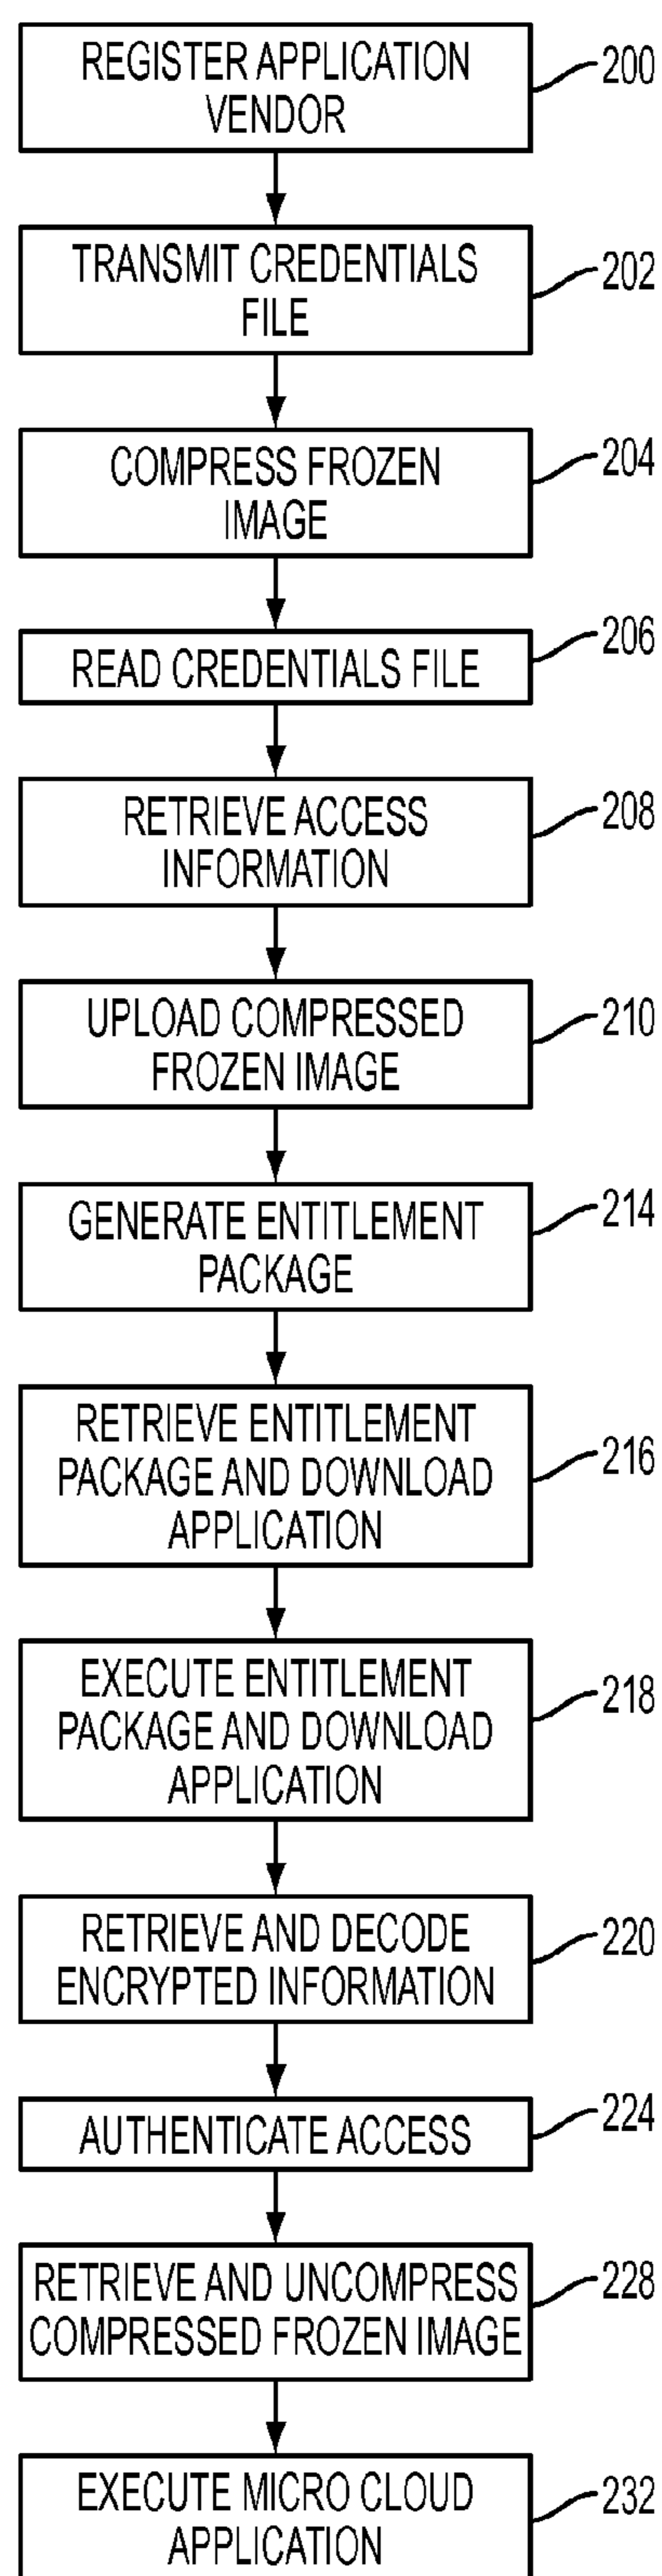 REGISTER APPLICATION
VENDOR
200
TRANSMIT CREDENTIALS
FILE
202
COMPRESS FROZEN
IMAGE
204
READ CREDENTIALS FILE
206
RETRIEVE ACCESS
INFORMATION
208
UPLOAD COMPRESSED
FROZEN IMAGE
210
GENERATE ENTITLEMENT
PACKAGE
214
RETRIEVE ENTITLEMENT
PACKAGE AND DOWNLOAD
APPLICATION
216
EXECUTE ENTITLEMENT
PACKAGE AND DOWNLOAD
APPLICATION
218
RETRIEVE AND DECODE
ENCRYPTED INFORMATION
220
AUTHENTICATE ACCESS
224
RETRIEVE AND UNCOMPRESS
COMPRESSED FROZEN IMAGE
228
EXECUTE MICRO CLOUD
APPLICATION
232